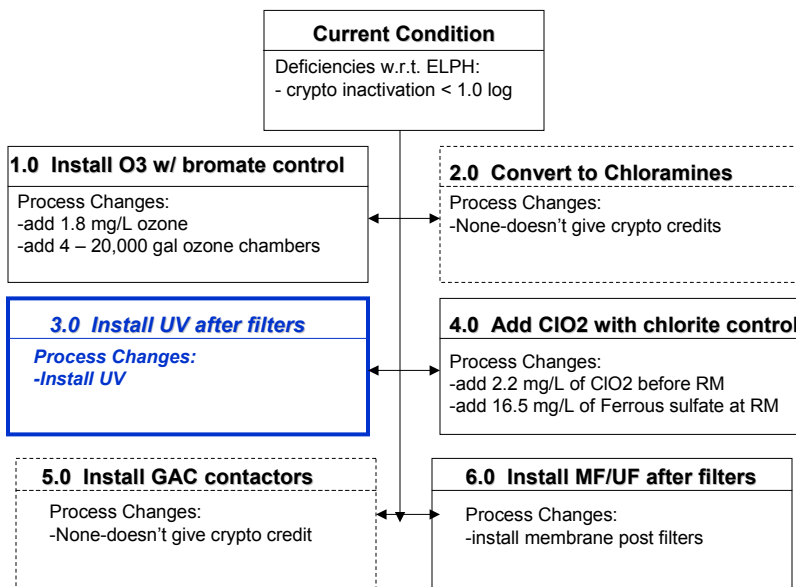 Current Condition
Deficiencies w.r.t. ELPH:
- crypto inactivation < 1.0 log
1.0 Install O3 w/ bromate control
Process Changes:
-add 1.8 mg/L ozone
-add 4 – 20,000 gal ozone chambers
2.0 Convert to Chloramines
Process Changes:
-None-doesn't give crypto credits
3.0 Install UV after filters
Process Changes:
-Install UV
4.0 Add ClO2 with chlorite control
Process Changes:
-add 2.2 mg/L of ClO2 before RM
-add 16.5 mg/L of Ferrous sulfate at RM
5.0 Install GAC contactors
Process Changes:
-None-doesn't give crypto credit
6.0 Install MF/UF after filters
Process Changes:
-install membrane post filters